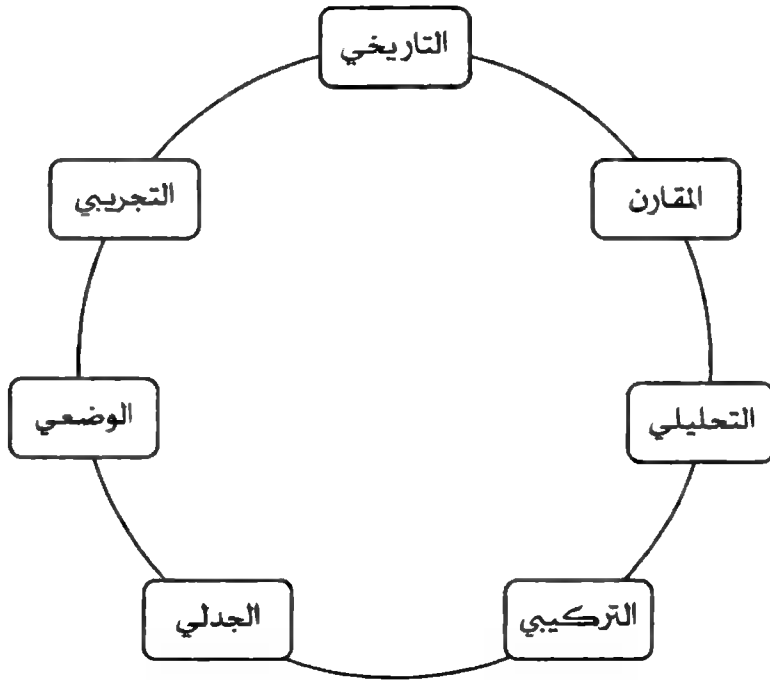 التاريخي
المقارن
التحليلي
التركيبي
الجدلي
الوضعي
التجريبي